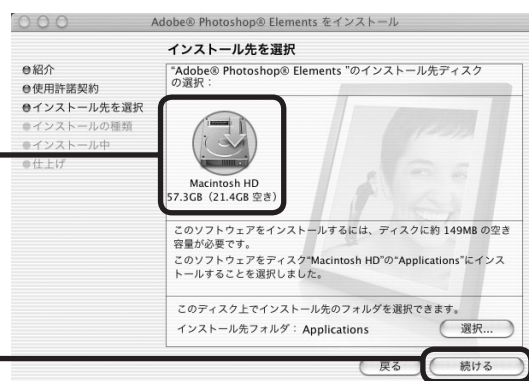 Adobe® Photoshop® Elements をインストール
インストール先を選択
紹介
使用許諾契約
インストール先を選択
インストールの種類
インストール中
仕上げ
"Adobe® Photoshop® Elements "のインストール先ディスク
の選択：
Macintosh HD
57.3GB（21.4GB 空き）
このソフトウェアをインストールするには、ディスクに約 149MB の空き
容量が必要です。
このソフトウェアをディスク"Macintosh HD"の"Applications"にインス
トールすることを選択しました。
このディスク上でインストール先のフォルダを選択できます。
インストール先フォルダ： Applications
選択...
戻る
続ける